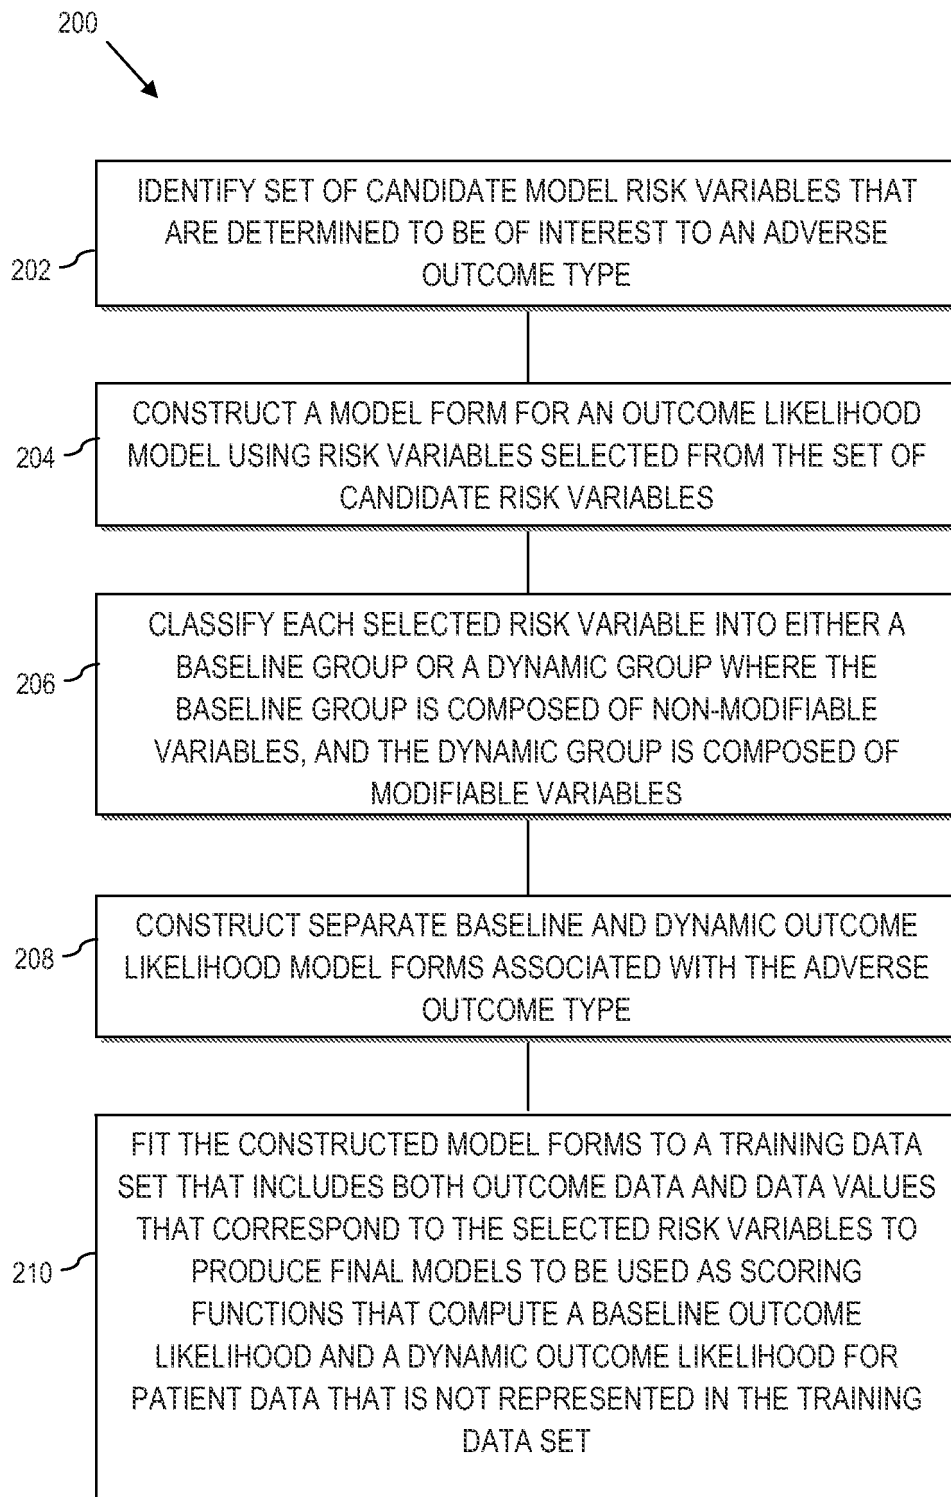 200
IDENTIFY SET OF CANDIDATE MODEL RISK VARIABLES THAT
ARE DETERMINED TO BE OF INTEREST TO AN ADVERSE
OUTCOME TYPE
202
CONSTRUCT A MODEL FORM FOR AN OUTCOME LIKELIHOOD
MODEL USING RISK VARIABLES SELECTED FROM THE SET OF
CANDIDATE RISK VARIABLES
204
CLASSIFY EACH SELECTED RISK VARIABLE INTO EITHER A
BASELINE GROUP OR A DYNAMIC GROUP WHERE THE
BASELINE GROUP IS COMPOSED OF NON-MODIFIABLE
VARIABLES, AND THE DYNAMIC GROUP IS COMPOSED OF
MODIFIABLE VARIABLES
206
CONSTRUCT SEPARATE BASELINE AND DYNAMIC OUTCOME
LIKELIHOOD MODEL FORMS ASSOCIATED WITH THE ADVERSE
OUTCOME TYPE
208
FIT THE CONSTRUCTED MODEL FORMS TO A TRAINING DATA
SET THAT INCLUDES BOTH OUTCOME DATA AND DATA VALUES
THAT CORRESPOND TO THE SELECTED RISK VARIABLES TO
PRODUCE FINAL MODELS TO BE USED AS SCORING
FUNCTIONS THAT COMPUTE A BASELINE OUTCOME
LIKELIHOOD AND A DYNAMIC OUTCOME LIKELIHOOD FOR
PATIENT DATA THAT IS NOT REPRESENTED IN THE TRAINING
DATA SET
210